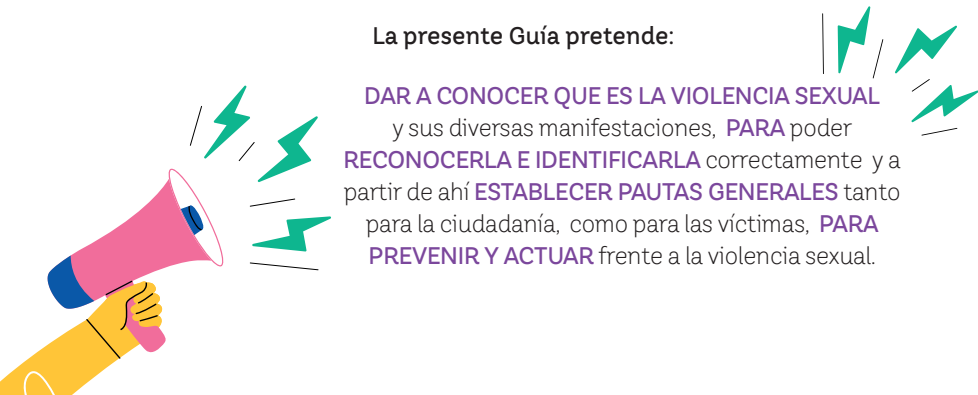 La presente Guía pretende:
DAR A CONOCER QUE ES LA VIOLENCIA SEXUAL
y sus diversas manifestaciones, PARA poder
RECONOCERLA E IDENTIFICARLA correctamente y a
partir de ahí ESTABLECER PAUTAS GENERALES tanto
para la ciudadanía, como para las víctimas, PARA
PREVENIR Y ACTUAR frente a la violencia sexual.